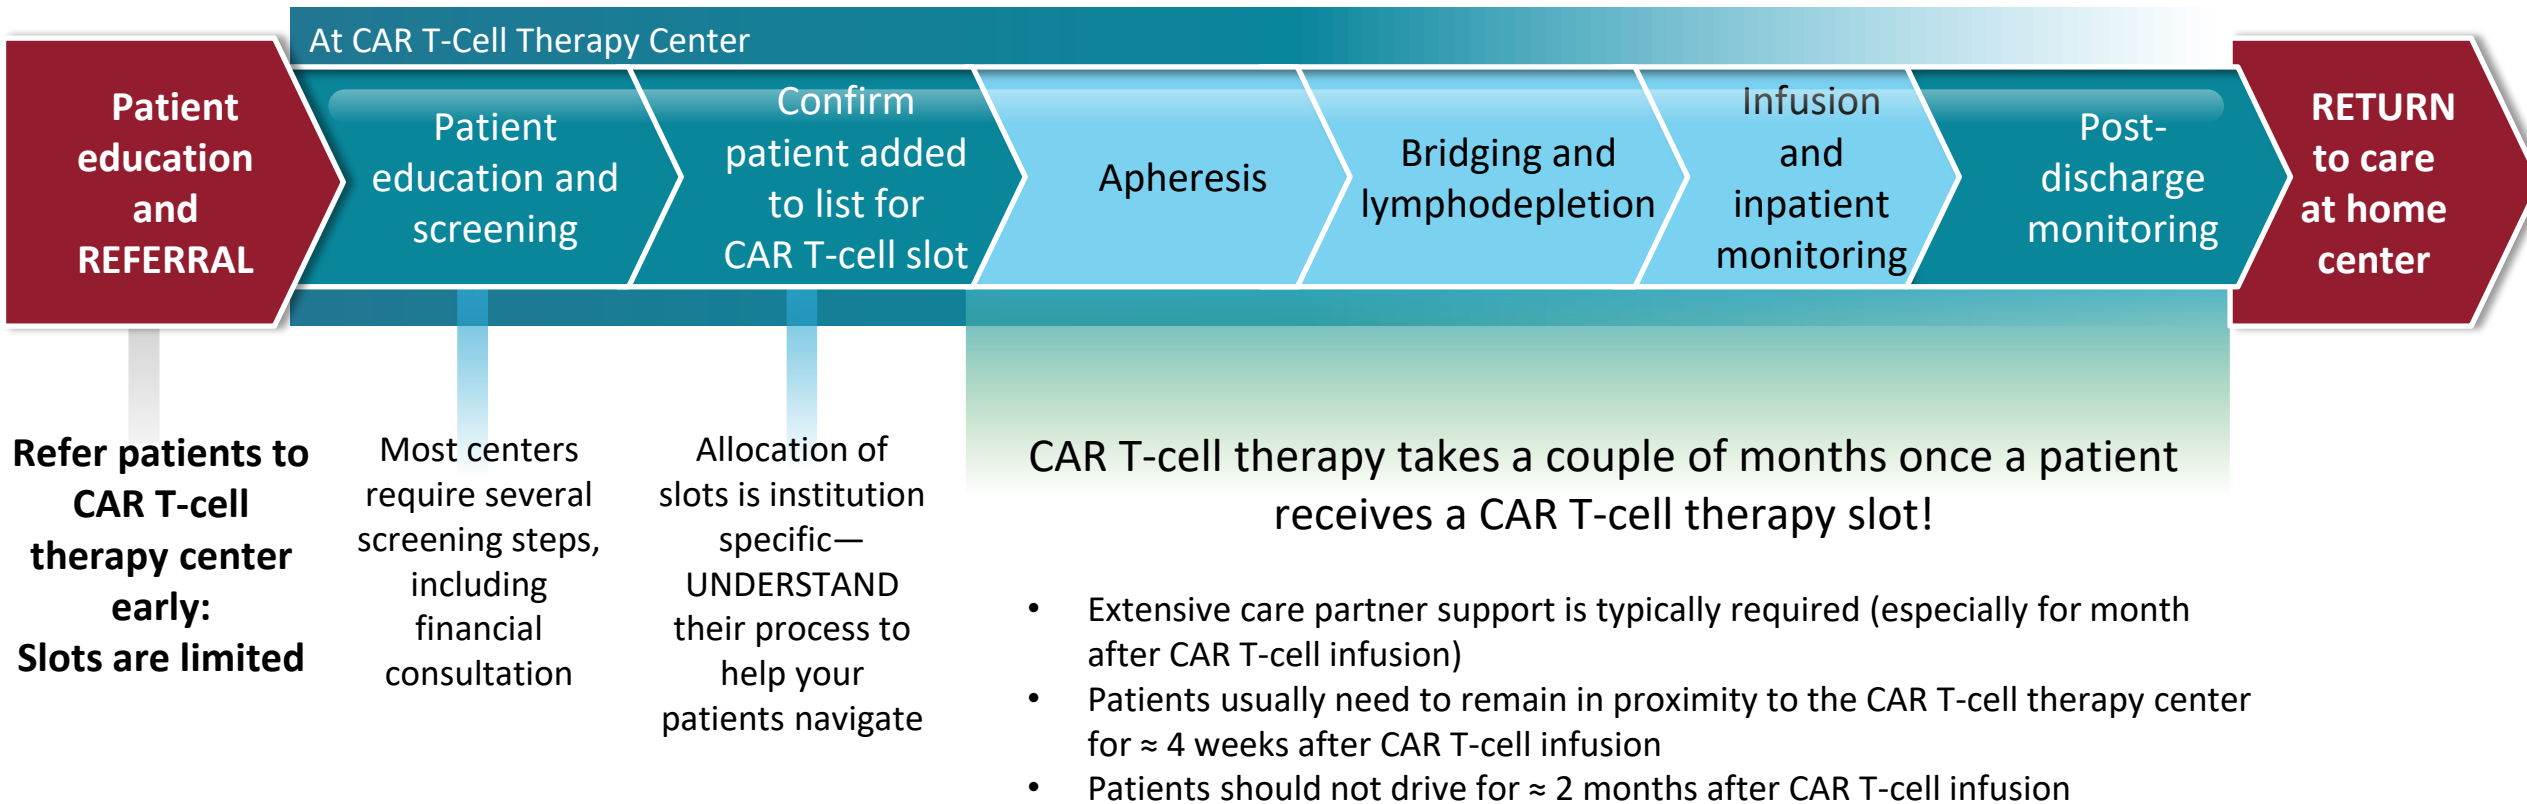 At CAR T-Cell Therapy Center
Patient
education
and
REFERRAL
Patient
education and
screening
Confirm
patient added
to list for
CAR T-cell slot
Apheresis
Bridging and
lymphodepletion
Infusion
and
inpatient
monitoring
Post-
discharge
monitoring
RETURN
to care
at home
center
Refer patients to
CAR T-cell
therapy center
early:
Slots are limited
Most centers
require several
screening steps,
including
financial
consultation
Allocation of
slots is institution
specific—
UNDERSTAND
their process to
help your
patients navigate
CAR T-cell therapy takes a couple of months once a patient
receives a CAR T-cell therapy slot!
• Extensive care partner support is typically required (especially for month
after CAR T-cell infusion)
• Patients usually need to remain in proximity to the CAR T-cell therapy center
for ≈ 4 weeks after CAR T-cell infusion
• Patients should not drive for ≈ 2 months after CAR T-cell infusion